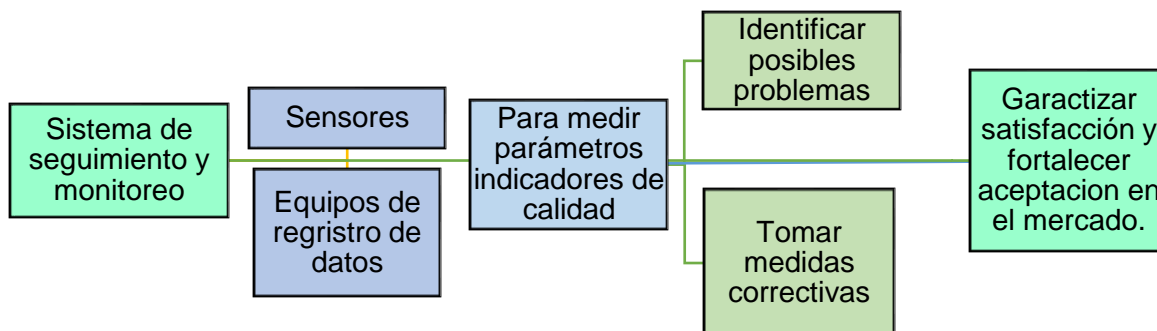 Sistema de
seguimiento y
monitoreo
Sensores
Equipos de
regristro de
datos
Para medir
parámetros
indicadores de
calidad
Identificar
posibles
problemas
Tomar
medidas
correctivas
Garactizar
satisfacción y
fortalecer
aceptacion en
el mercado.